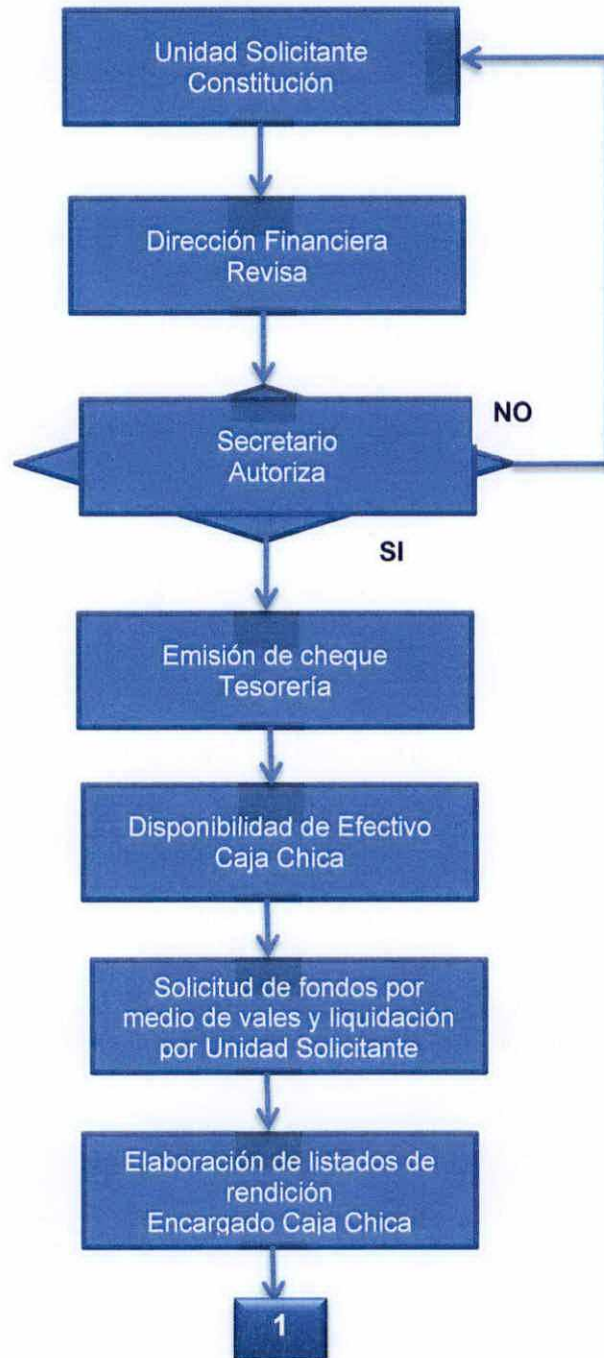 Unidad Solicitante
Constitución
Dirección Financiera
Revisa
Secretario
Autoriza
NO
SI
Emisión de cheque
Tesorería
Disponibilidad de Efectivo
Caja Chica
Solicitud de fondos por
medio de vales y liquidación
por Unidad Solicitante
Elaboración de listados de
rendición
Encargado Caja Chica
1